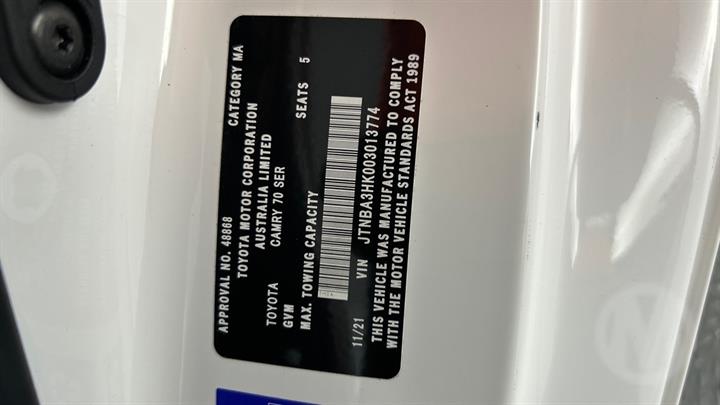 APPROVAL NO. 48868 CATEGORY MA
TOYOTA MOTOR CORPORATION
AUSTRALIA LIMITED
TOYOTA CAMRY 70 SER
GVM SEATS 5
MAX. TOWING CAPACITY
11/21 VIN JTNBA3HK003013774
THIS VEHICLE WAS MANUFACTURED TO COMPLY
WITH THE MOTOR VEHICLE STANDARDS ACT 1989